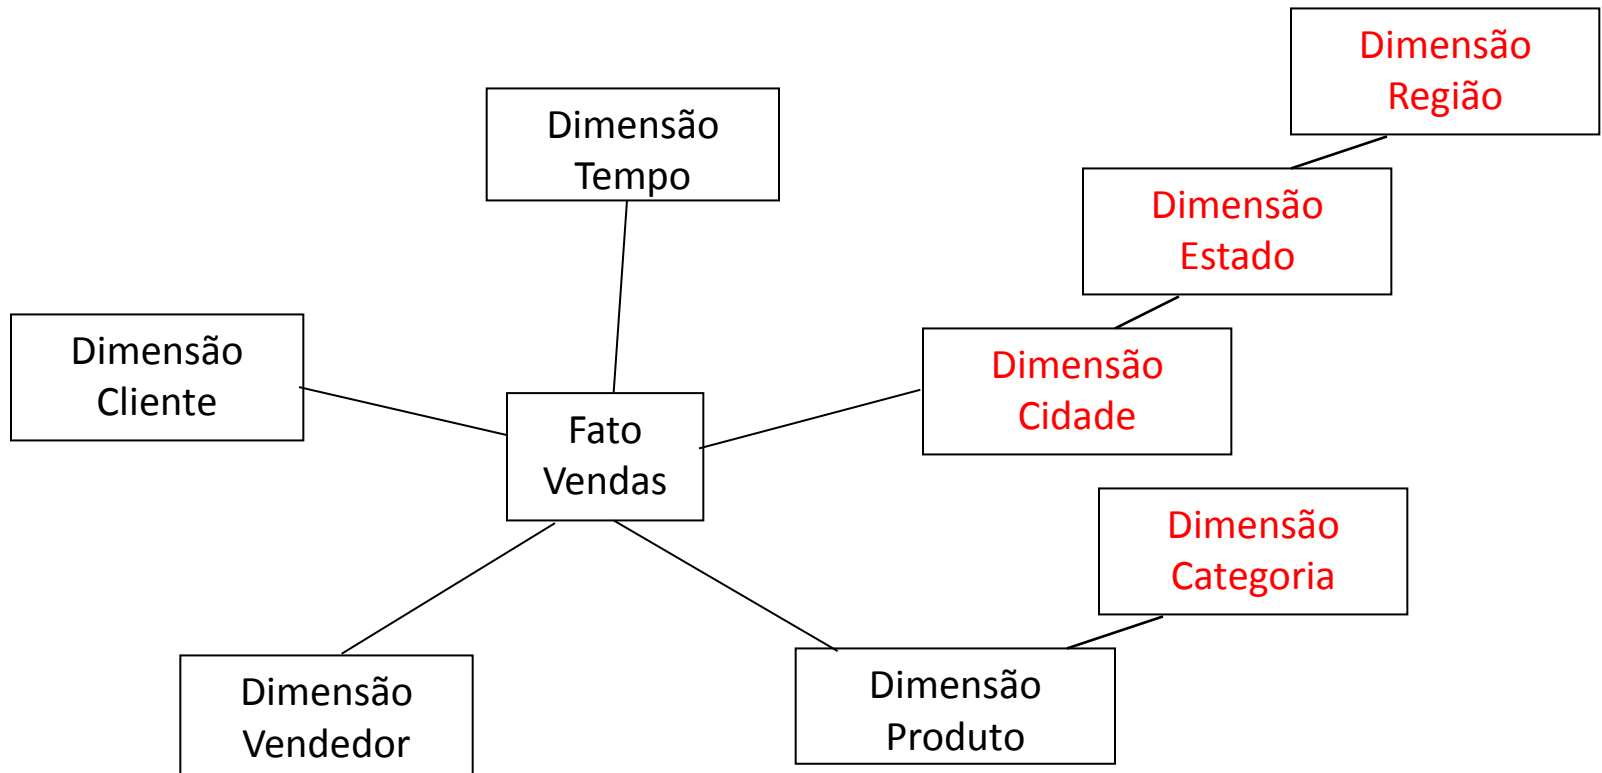 Dimensão
Região
Dimensão
Tempo
Dimensão
Estado
Dimensão
Cliente
Dimensão
Cidade
Fato
Vendas
Dimensão
Categoria
Dimensão
Vendedor
Dimensão
Produto